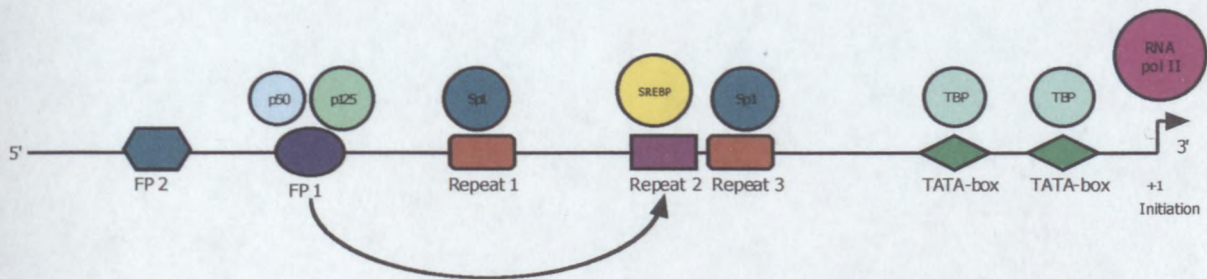 RNA
pol II
p50
p125
Sp1
SREBP
Sp1
TBP
TBP
5'
3'
FP 2
FP 1
Repeat 1
Repeat 2
Repeat 3
TATA-box
TATA-box
+1
Initiation